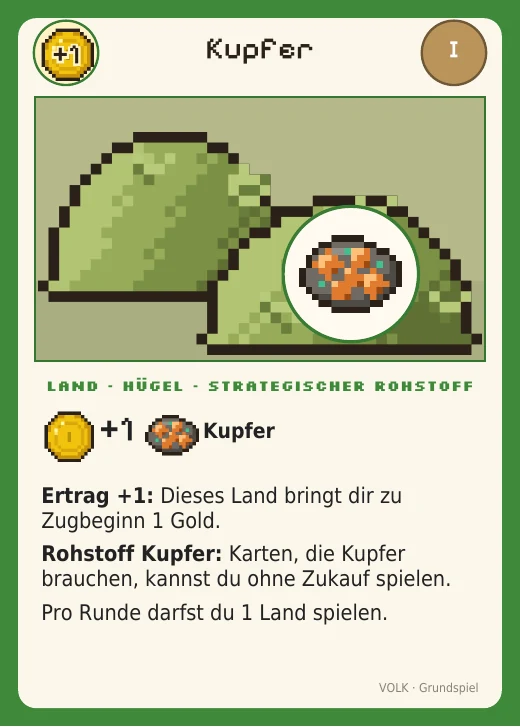 +1
Kupfer
I
LAND · HÜGEL · STRATEGISCHER ROHSTOFF
+1 Kupfer
Ertrag +1: Dieses Land bringt dir zu
Zugbeginn 1 Gold.
Rohstoff Kupfer: Karten, die Kupfer
brauchen, kannst du ohne Zukauf spielen.
Pro Runde darfst du 1 Land spielen.
VOLK · Grundspiel